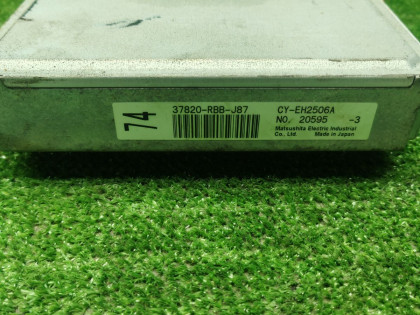 74
37820-RBB-J87
CY-EH2506A
NO. 20595 -3
Matsushita Electric Industrial
Co., Ltd. Made in Japan